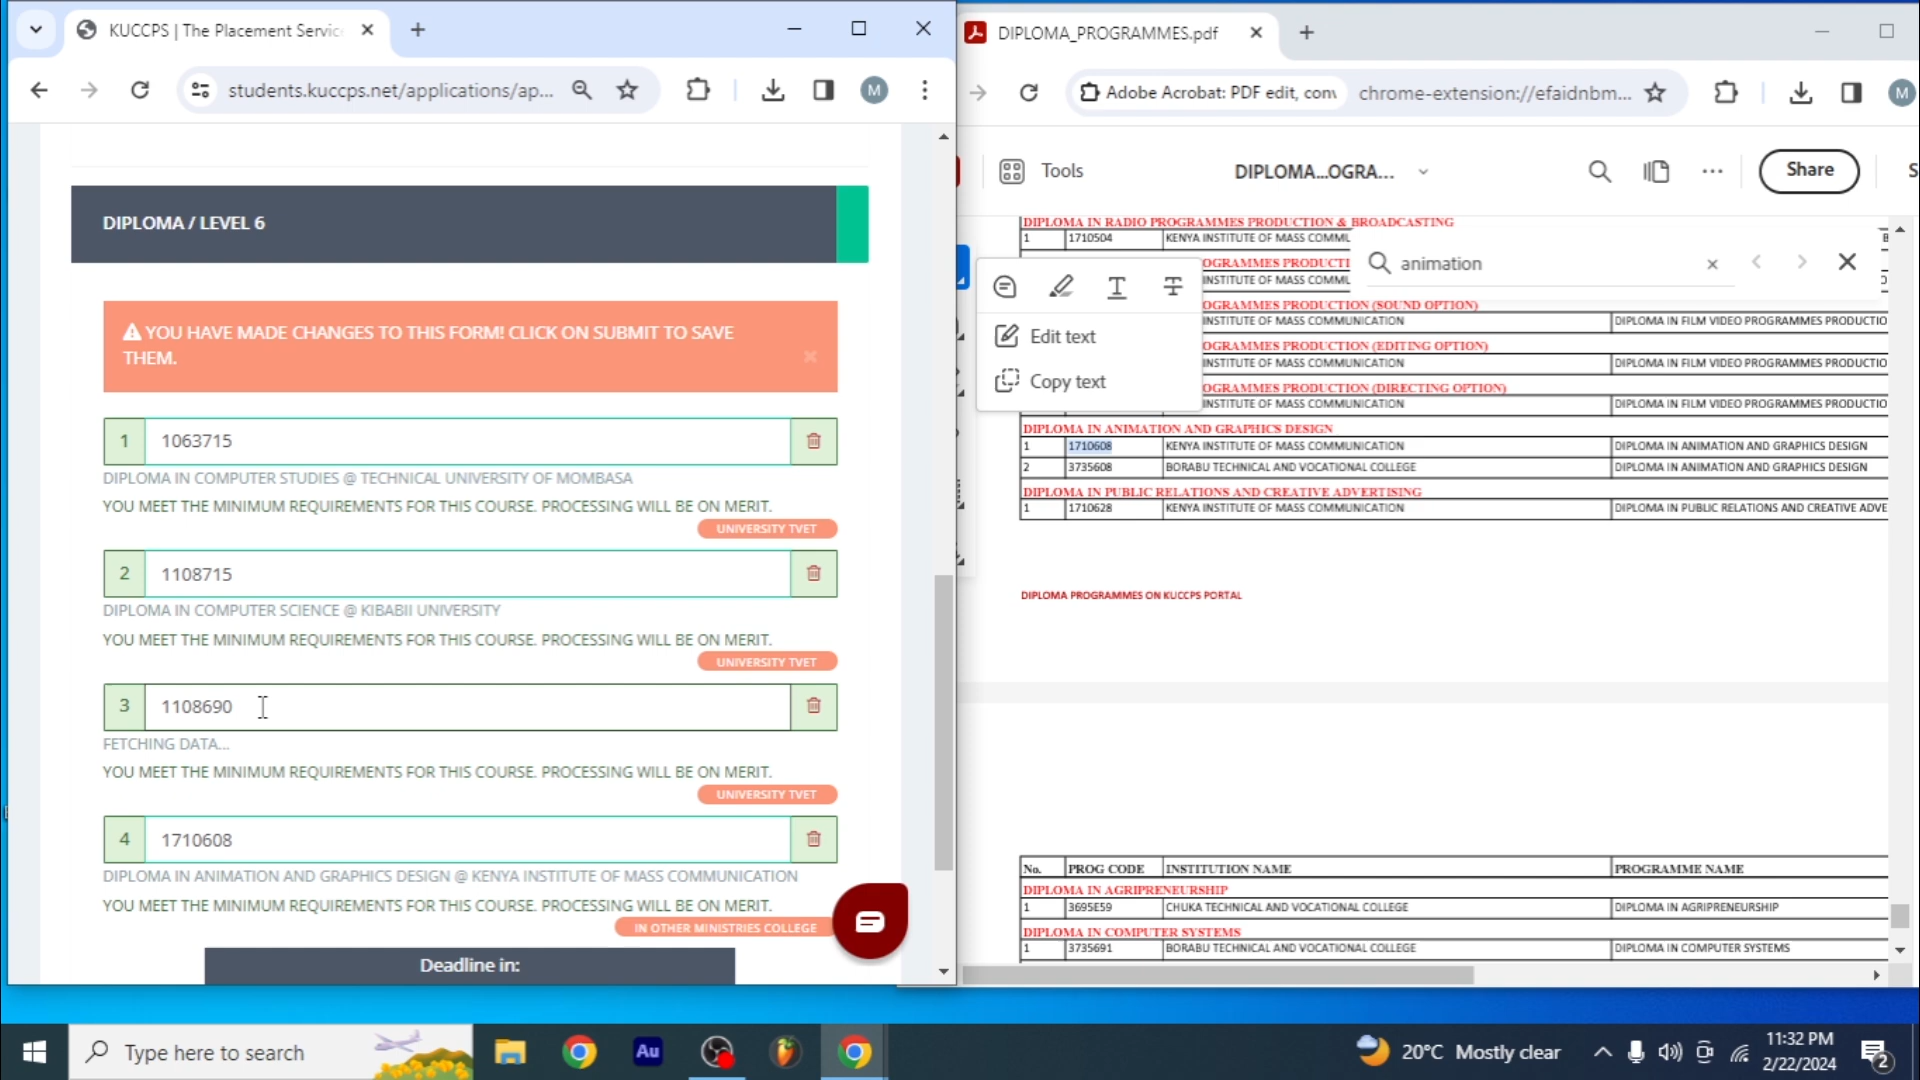 KUCCPS | The Placement Servic
students.kuccps.net/applications/ap...
M
DIPLOMA / LEVEL 6
YOU HAVE MADE CHANGES TO THIS FORM! CLICK ON SUBMIT TO SAVE
THEM.
1 1063715
DIPLOMA IN COMPUTER STUDIES @ TECHNICAL UNIVERSITY OF MOMBASA
YOU MEET THE MINIMUM REQUIREMENTS FOR THIS COURSE. PROCESSING WILL BE ON MERIT.
UNIVERSITY TVET
2 1108715
DIPLOMA IN COMPUTER SCIENCE @ KIBABII UNIVERSITY
YOU MEET THE MINIMUM REQUIREMENTS FOR THIS COURSE. PROCESSING WILL BE ON MERIT.
UNIVERSITY TVET
3 1108690
FETCHING DATA...
YOU MEET THE MINIMUM REQUIREMENTS FOR THIS COURSE. PROCESSING WILL BE ON MERIT.
UNIVERSITY TVET
4 1710608
DIPLOMA IN ANIMATION AND GRAPHICS DESIGN @ KENYA INSTITUTE OF MASS COMMUNICATION
YOU MEET THE MINIMUM REQUIREMENTS FOR THIS COURSE. PROCESSING WILL BE ON MERIT.
IN OTHER MINISTRIES COLLEGE
Deadline in:
DIPLOMA_PROGRAMMES.pdf
Adobe Acrobat: PDF edit, conv chrome-extension://efaidnbm...
M
Tools DIPLOMA...OGRA... Share S
animation
Edit text
Copy text
DIPLOMA IN RADIO PROGRAMMES PRODUCTION & BROADCASTING
1 1710504 KENYA INSTITUTE OF MASS COMMU
OGRAMMES PRODUCTI
INSTITUTE OF MASS COMMU
OGRAMMES PRODUCTION (SOUND OPTION)
INSTITUTE OF MASS COMMUNICATION DIPLOMA IN FILM VIDEO PROGRAMMES PRODUCTIO
OGRAMMES PRODUCTION (EDITING OPTION)
INSTITUTE OF MASS COMMUNICATION DIPLOMA IN FILM VIDEO PROGRAMMES PRODUCTIO
OGRAMMES PRODUCTION (DIRECTING OPTION)
INSTITUTE OF MASS COMMUNICATION DIPLOMA IN FILM VIDEO PROGRAMMES PRODUCTIO
DIPLOMA IN ANIMATION AND GRAPHICS DESIGN
1 1710608 KENYA INSTITUTE OF MASS COMMUNICATION DIPLOMA IN ANIMATION AND GRAPHICS DESIGN
2 3735608 BORABU TECHNICAL AND VOCATIONAL COLLEGE DIPLOMA IN ANIMATION AND GRAPHICS DESIGN
DIPLOMA IN PUBLIC RELATIONS AND CREATIVE ADVERTISING
1 1710628 KENYA INSTITUTE OF MASS COMMUNICATION DIPLOMA IN PUBLIC RELATIONS AND CREATIVE ADVE
DIPLOMA PROGRAMMES ON KUCCPS PORTAL
No. PROG CODE INSTITUTION NAME PROGRAMME NAME
DIPLOMA IN AGRIPRENEURSHIP
1 3695E59 CHUKA TECHNICAL AND VOCATIONAL COLLEGE DIPLOMA IN AGRIPRENEURSHIP
DIPLOMA IN COMPUTER SYSTEMS
1 3735691 BORABU TECHNICAL AND VOCATIONAL COLLEGE DIPLOMA IN COMPUTER SYSTEMS
Type here to search
Au
20°C Mostly clear
11:32 PM
2/22/2024
2